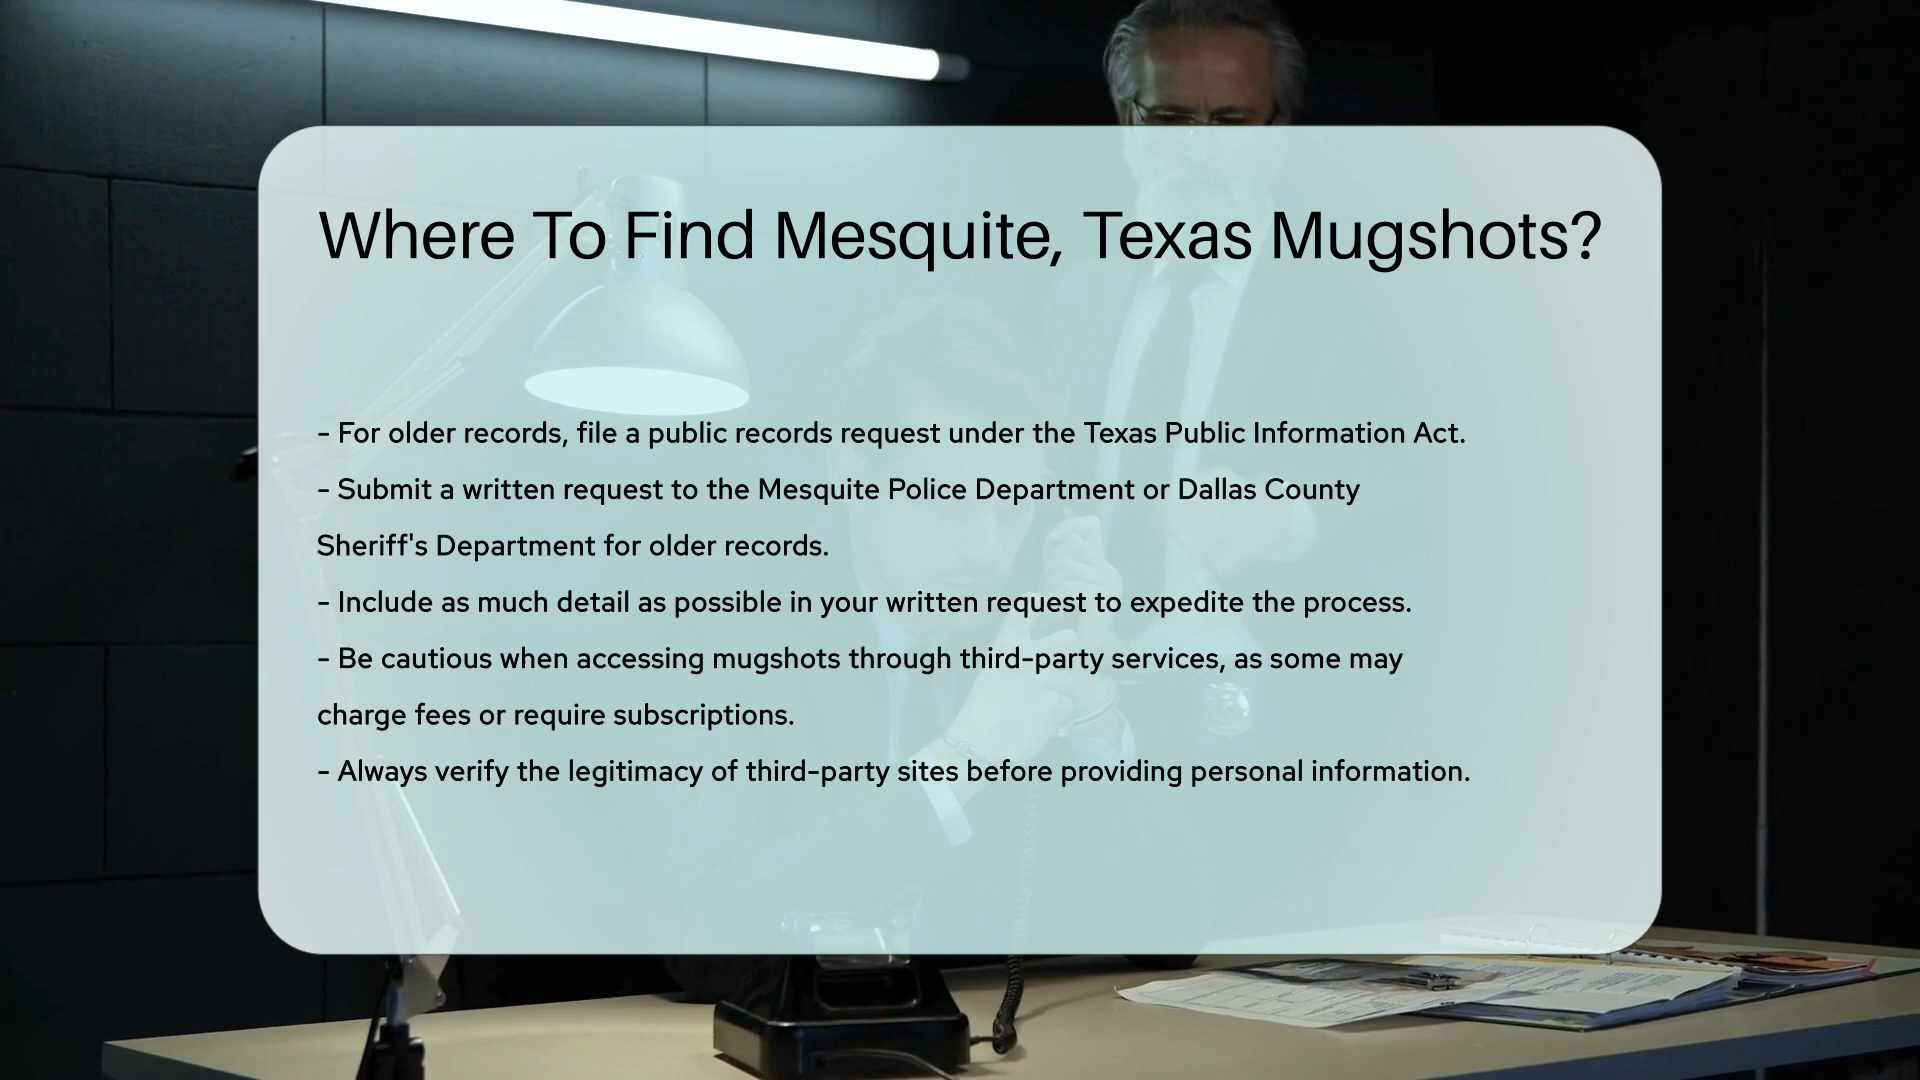 Where To Find Mesquite, Texas Mugshots?
- For older records, file a public records request under the Texas Public Information Act.
- Submit a written request to the Mesquite Police Department or Dallas County
Sheriff's Department for older records.
- Include as much detail as possible in your written request to expedite the process.
- Be cautious when accessing mugshots through third-party services, as some may
charge fees or require subscriptions.
- Always verify the legitimacy of third-party sites before providing personal information.